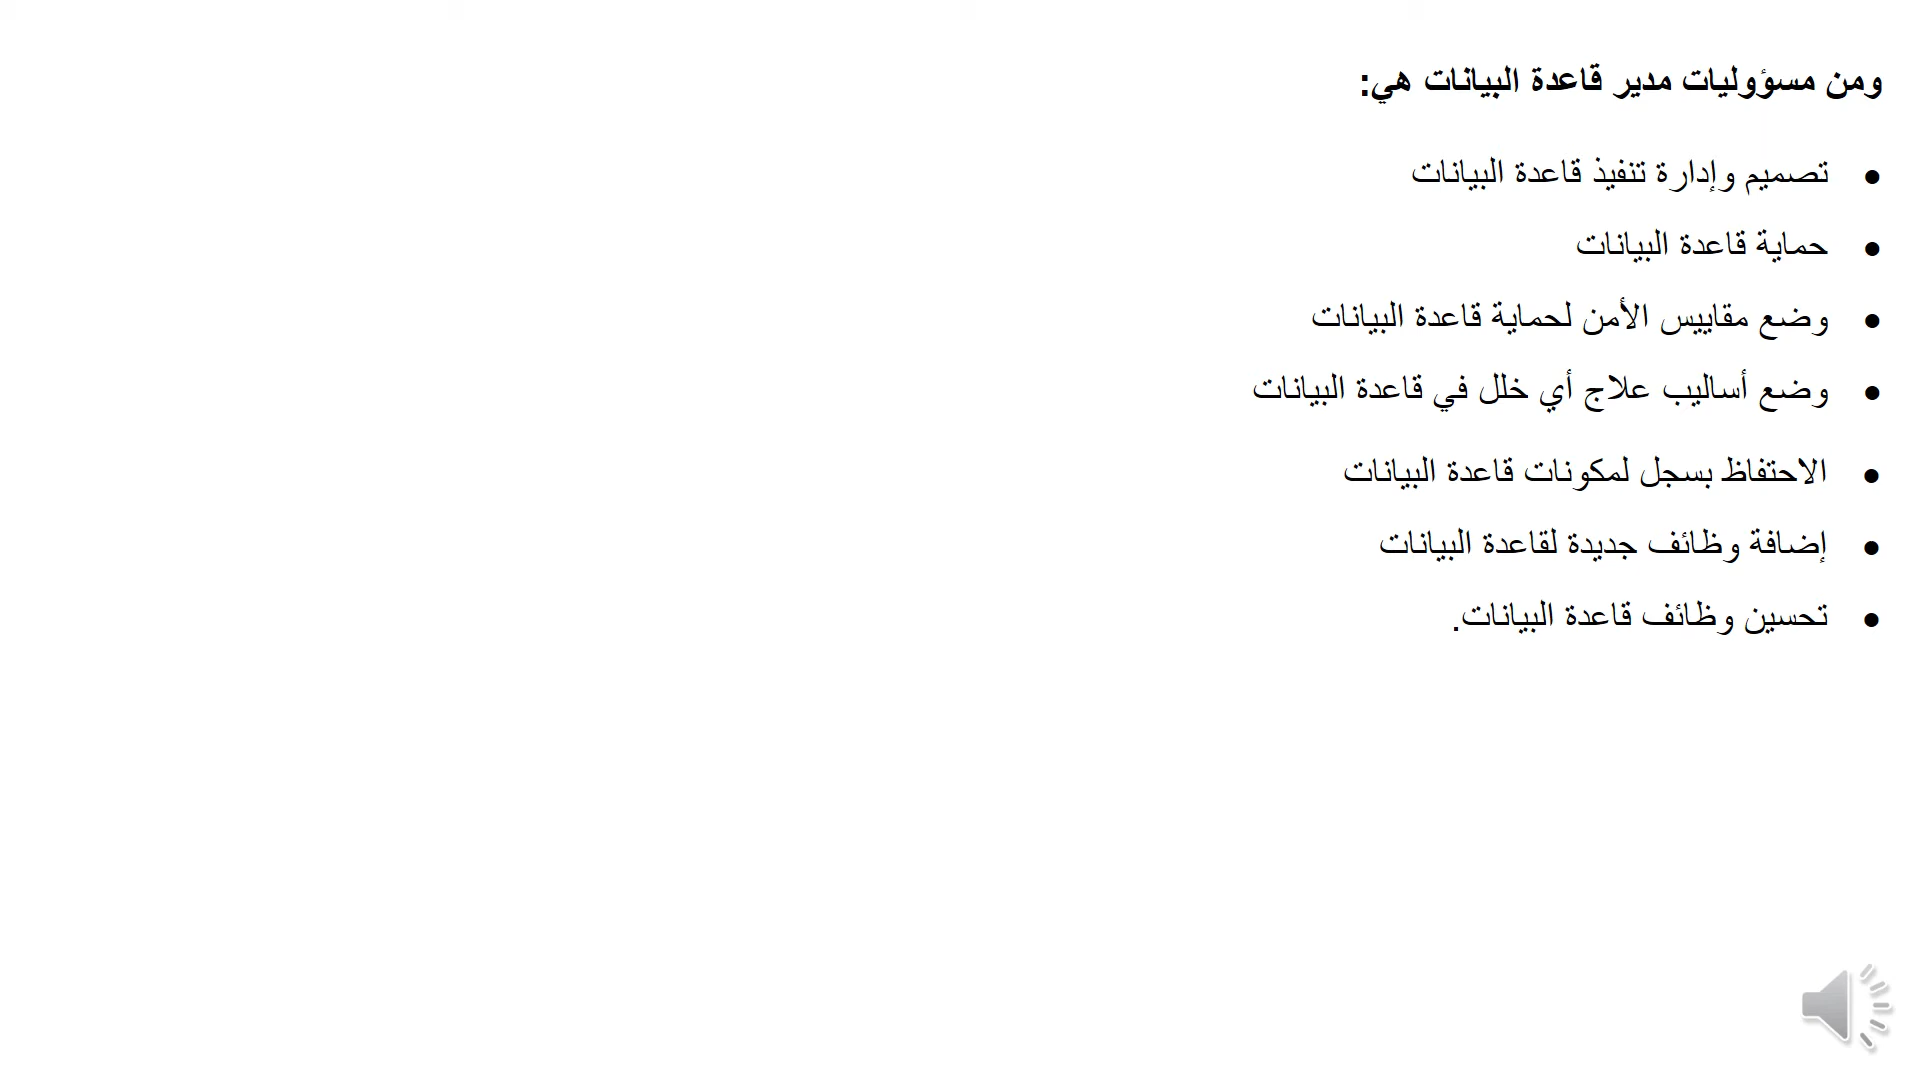 ومن مسؤوليات مدير قاعدة البيانات هي:
• تصميم وإدارة تنفيذ قاعدة البيانات
• حماية قاعدة البيانات
• وضع مقاييس الأمن لحماية قاعدة البيانات
• وضع أساليب علاج أي خلل في قاعدة البيانات
• الاحتفاظ بسجل لمكونات قاعدة البيانات
• إضافة وظائف جديدة لقاعدة البيانات
• تحسين وظائف قاعدة البيانات.